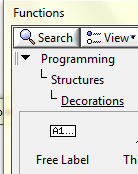 Functions
Search View
Programming
Structures
Decorations
A1...
Free Label